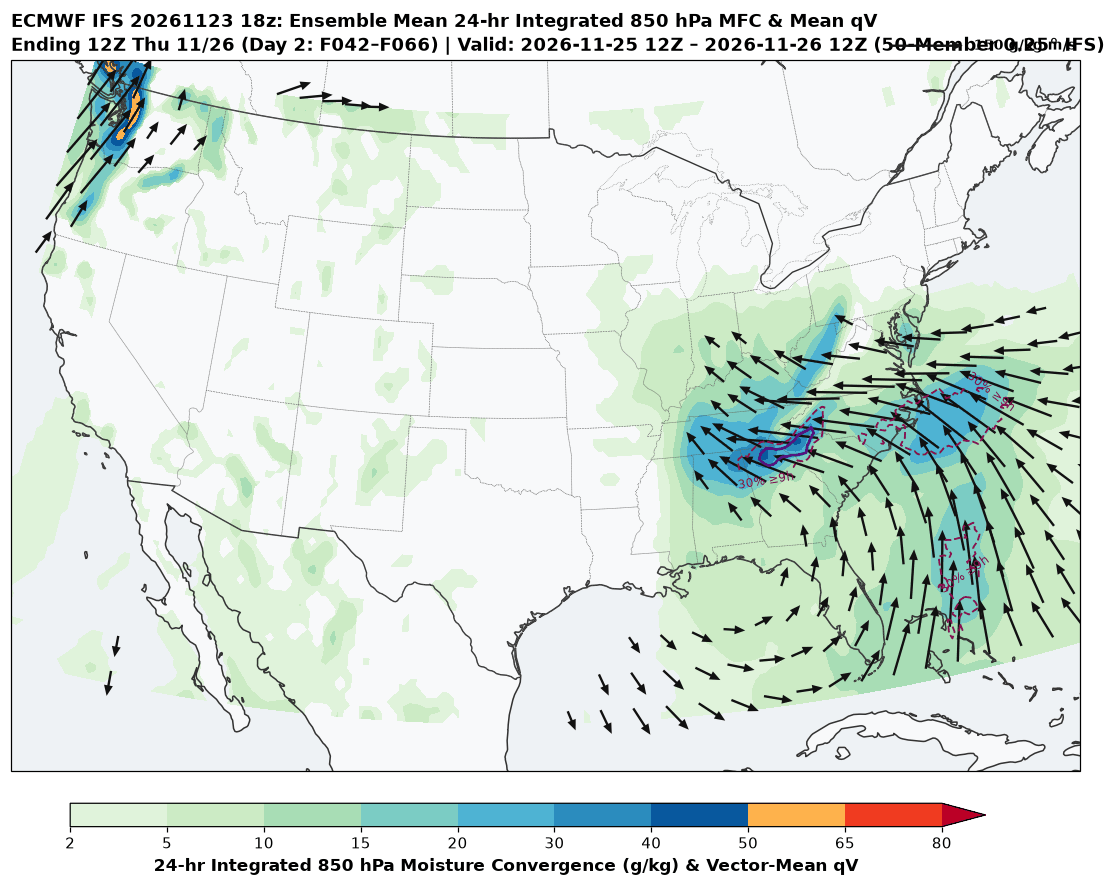 ECMWF IFS 20261123 18z: Ensemble Mean 24-hr Integrated 850 hPa MFC & Mean qV
Ending 12Z Thu 11/26 (Day 2: F042–F066) | Valid: 2026-11-25 12Z – 2026-11-26 12Z (50-Member 0.25° IFS)
30% ≥9h
30% ≥9h
2 5 10 15 20 30 40 50 65 80
24-hr Integrated 850 hPa Moisture Convergence (g/kg) & Vector-Mean qV